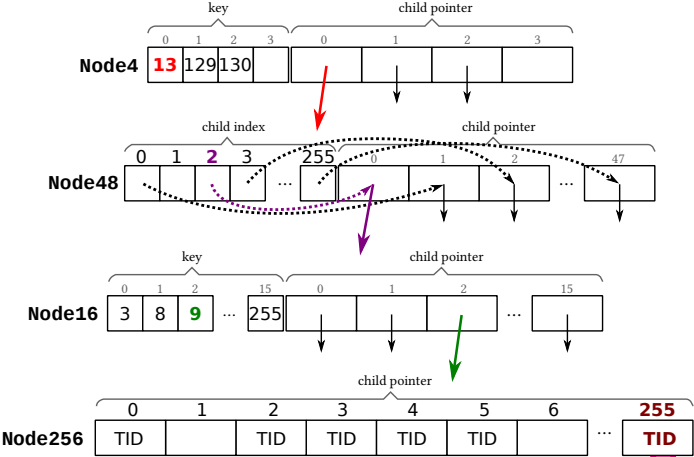 key child pointer
0 1 2 3 0 1 2 3
Node4 13 129 130
child index child pointer
0 1 2 3 255 0 1 2 47
Node48 ... ...
key child pointer
0 1 2 15 0 1 2 15
Node16 3 8 9 ... 255 ...
child pointer
0 1 2 3 4 5 6 255
Node256 TID TID TID TID TID ... TID